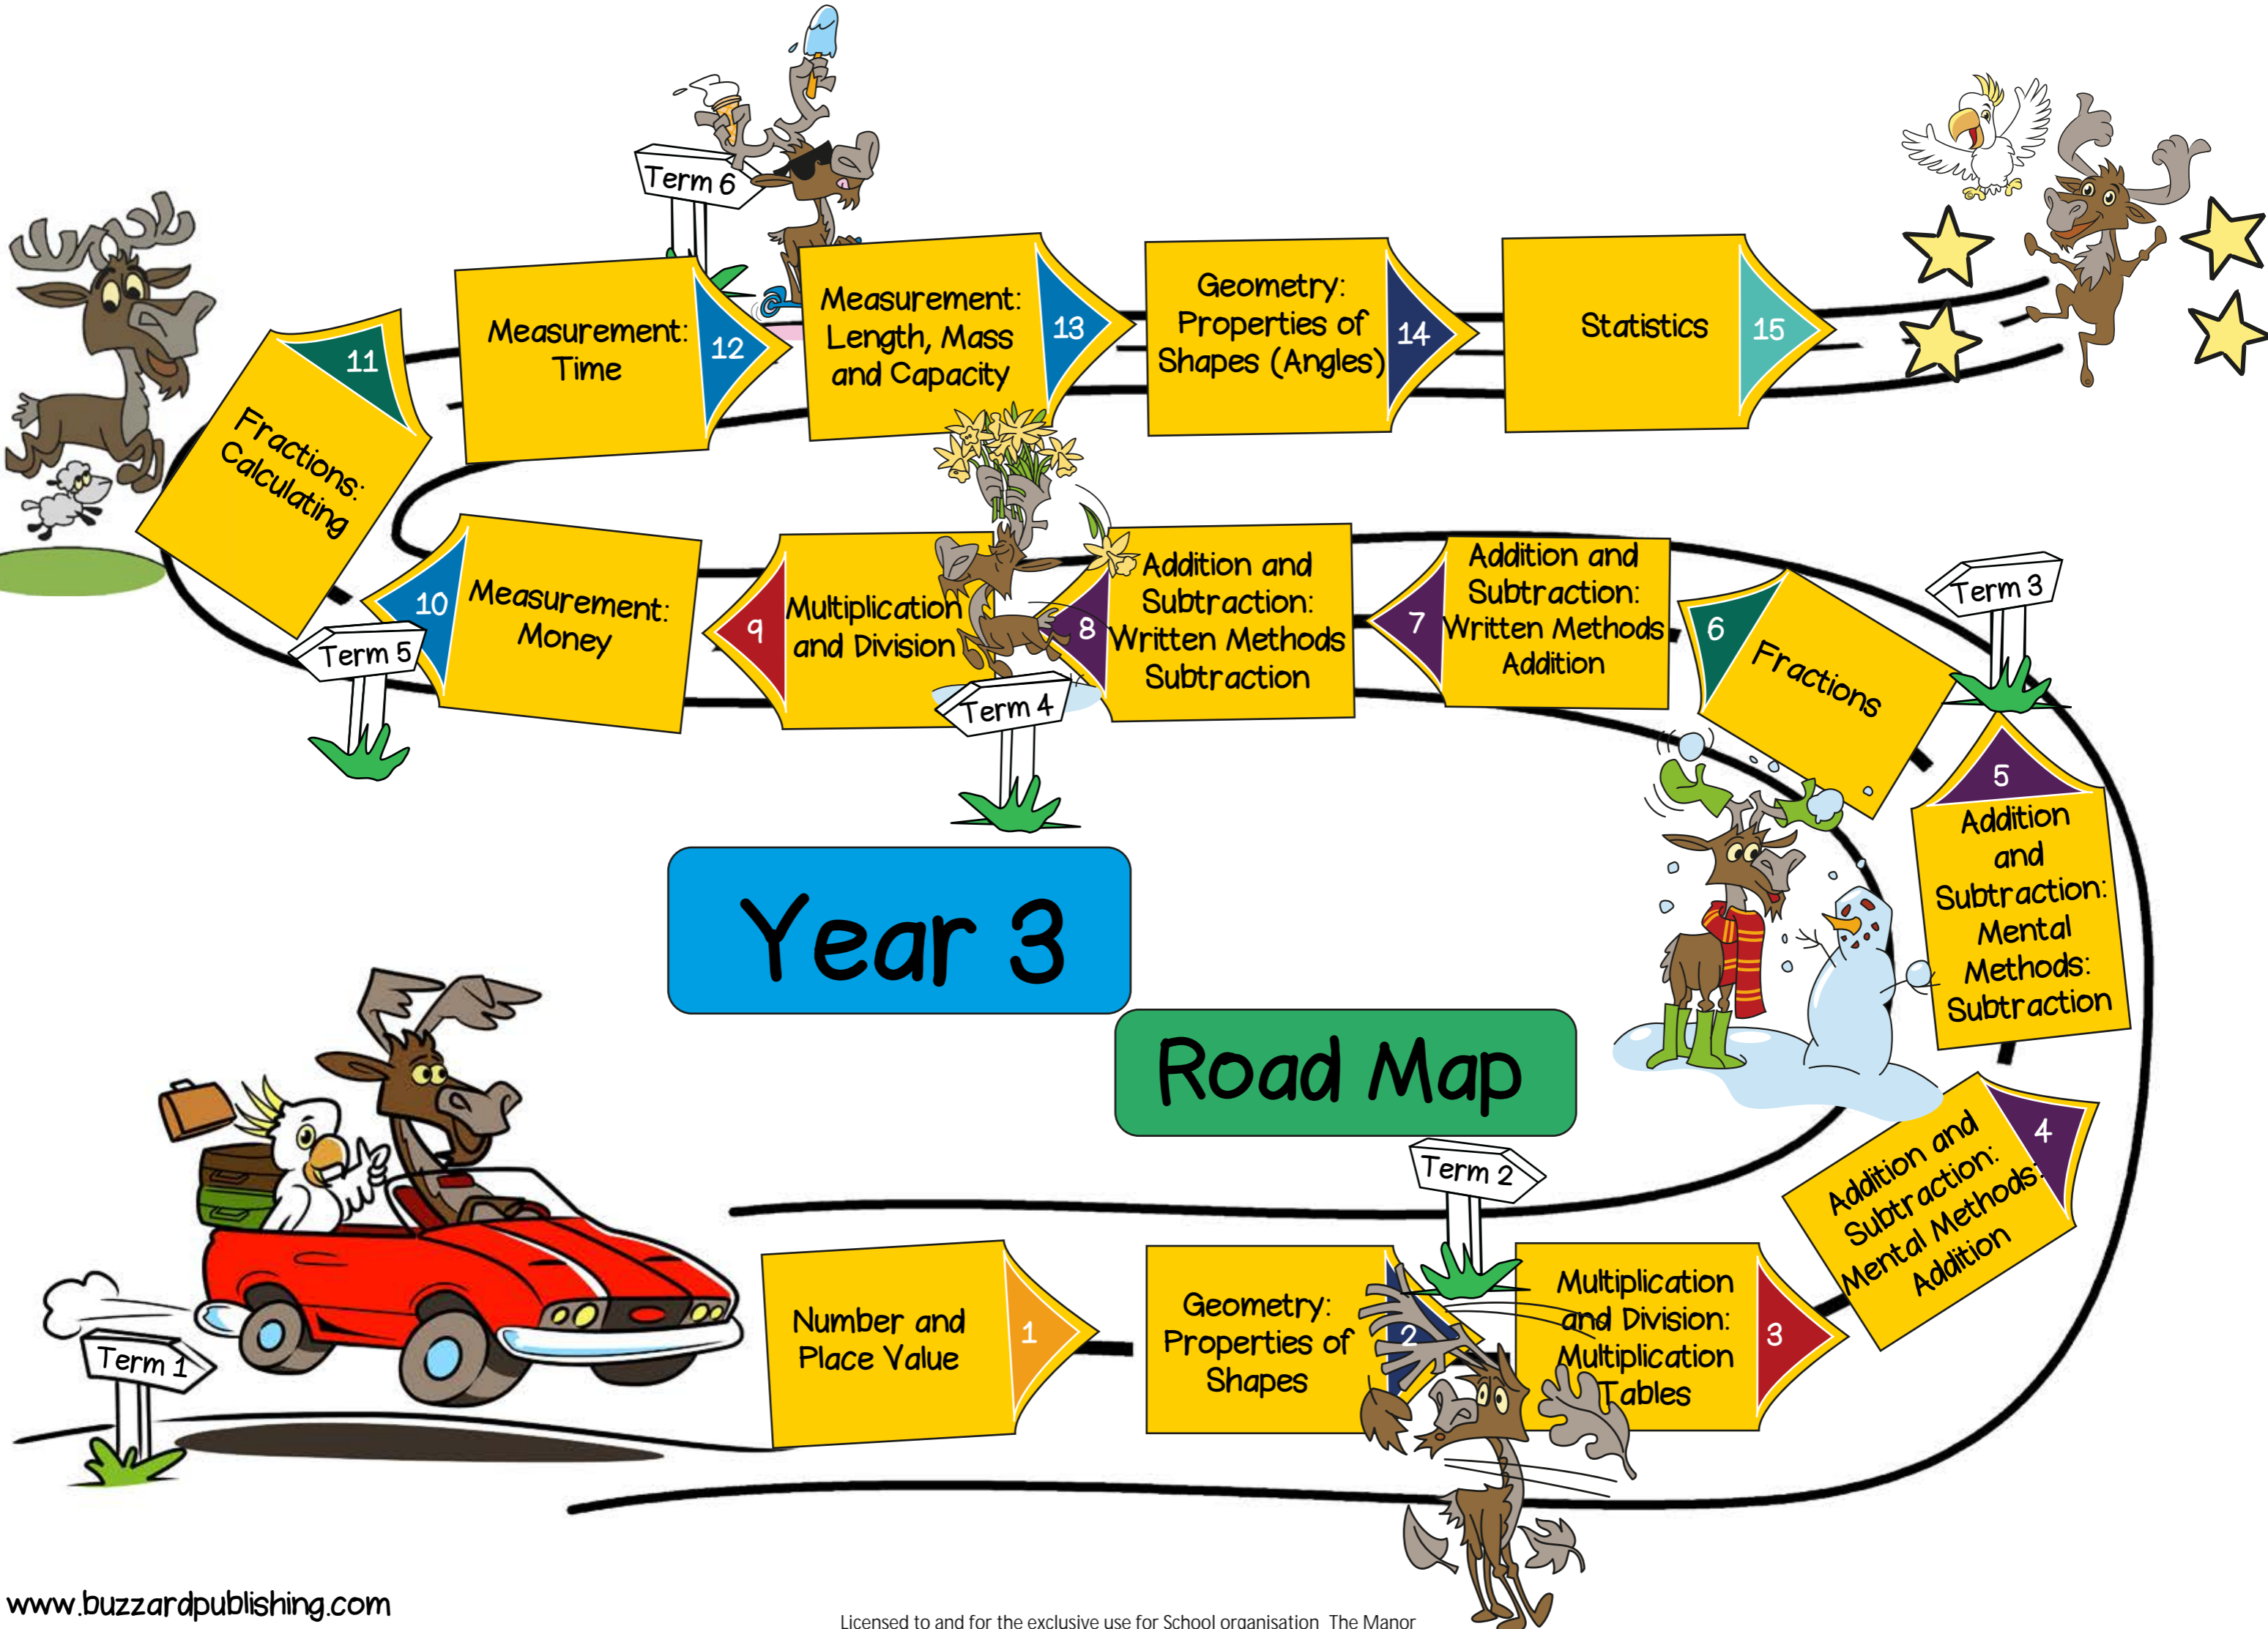 Term 1
Number and
Place Value
1
Geometry:
Properties of
Shapes
2
Term 2
Multiplication
and Division:
Multiplication
Tables
3
Addition and
Subtraction:
Mental Methods:
Addition
4
5
Addition
and
Subtraction:
Mental
Methods:
Subtraction
Term 3
6
Fractions
7
Addition and
Subtraction:
Written Methods
Addition
8
Addition and
Subtraction:
Written Methods
Subtraction
Term 4
9
Multiplication
and Division
10
Measurement:
Money
Term 5
11
Fractions:
Calculating
Measurement:
Time
12
Term 6
Measurement:
Length, Mass
and Capacity
13
Geometry:
Properties of
Shapes (Angles)
14
Statistics
15
Year 3
Road Map
www.buzzardpublishing.com
Licensed to and for the exclusive use for School organisation The Manor